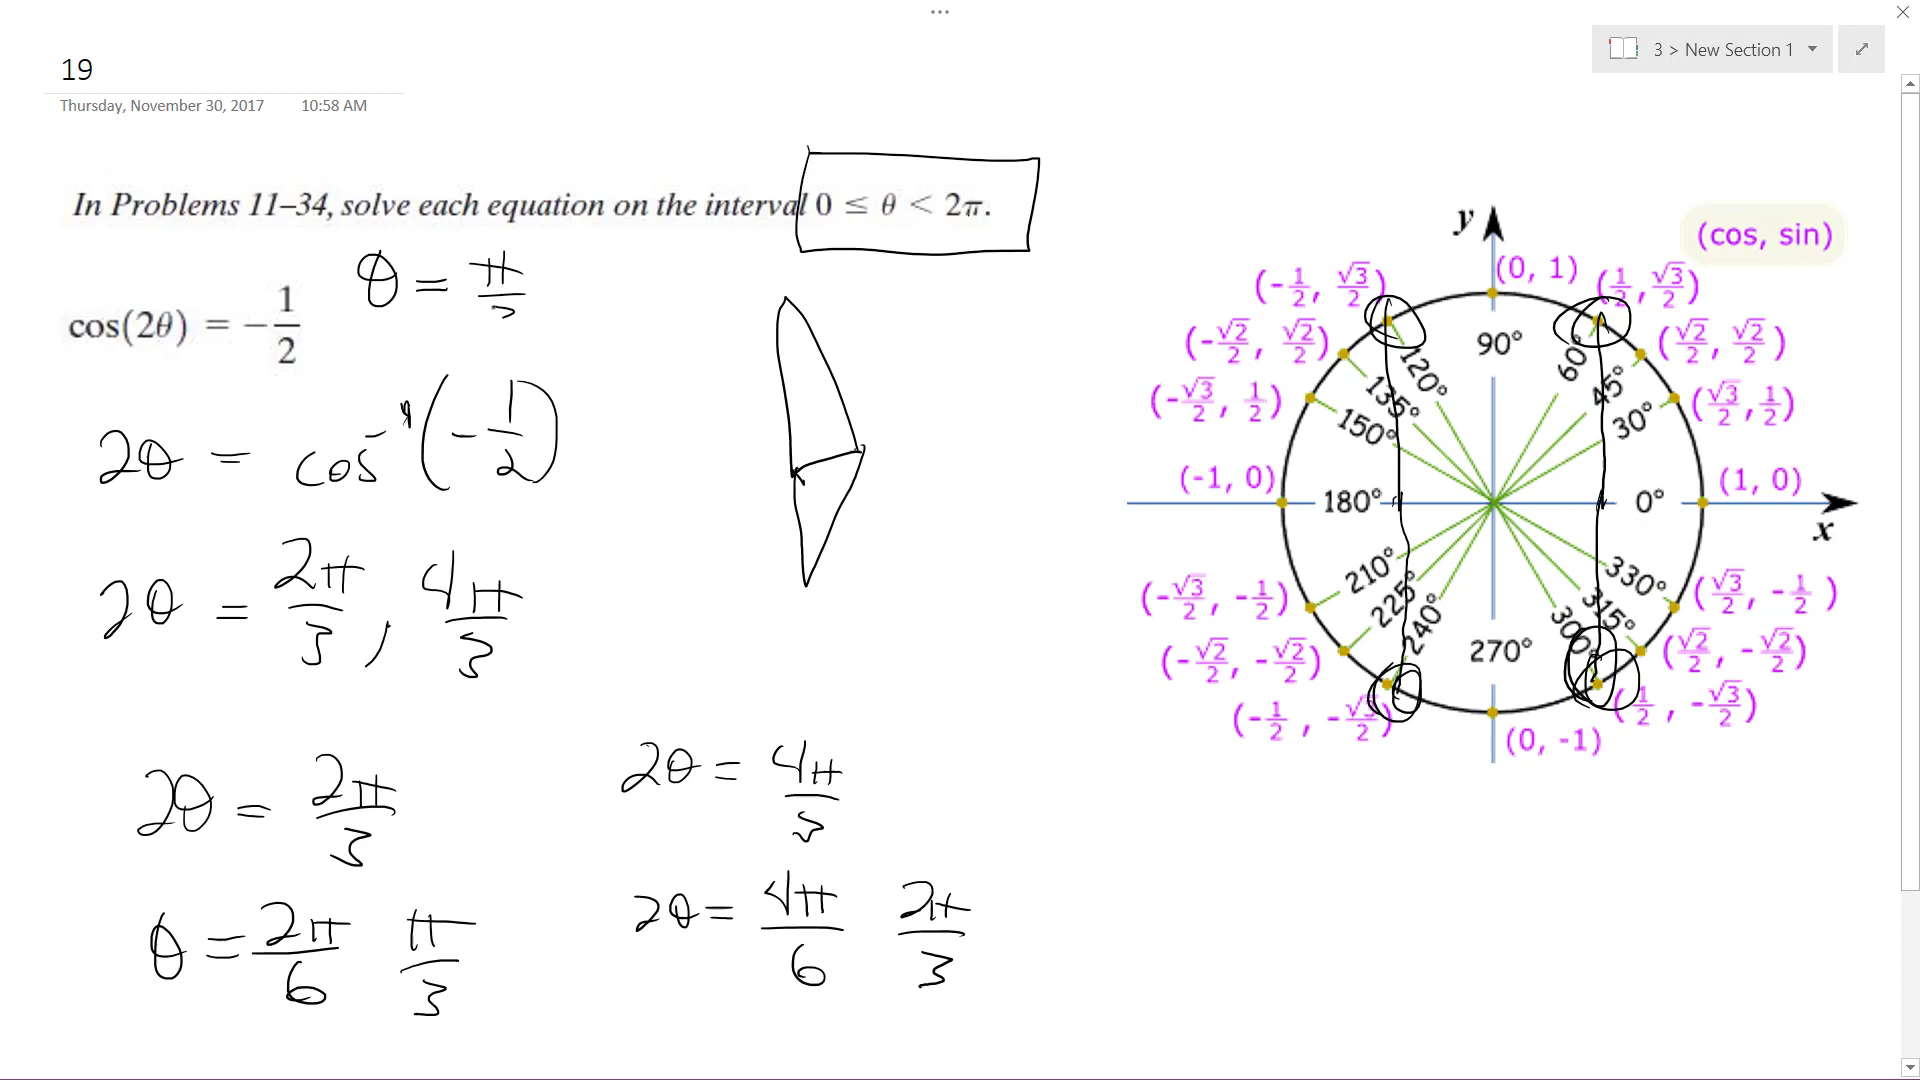 ...
3 > New Section 1
19
Thursday, November 30, 2017 10:58 AM
In Problems 11–34, solve each equation on the interval 0 ≤ θ < 2π.
cos(2θ) = -1/2
θ = π/3
2θ = cos⁻¹(-1/2)
2θ = 2π/3, 4π/3
2θ = 2π/3
θ = 2π/6 π/3
2θ = 4π/3
2θ = 4π/6 2π/3
y
(cos, sin)
(0, 1)
(-1/2, √3/2)
(1/2, √3/2)
(-√2/2, √2/2)
(√2/2, √2/2)
(-√3/2, 1/2)
(√3/2, 1/2)
120° 90° 60°
135° 45°
150° 30°
(-1, 0) 180° 0° (1, 0)
x
210° 330°
225° 315°
240° 270° 300°
(-√3/2, -1/2)
(√3/2, -1/2)
(-√2/2, -√2/2)
(√2/2, -√2/2)
(-1/2, -√3/2)
(1/2, -√3/2)
(0, -1)